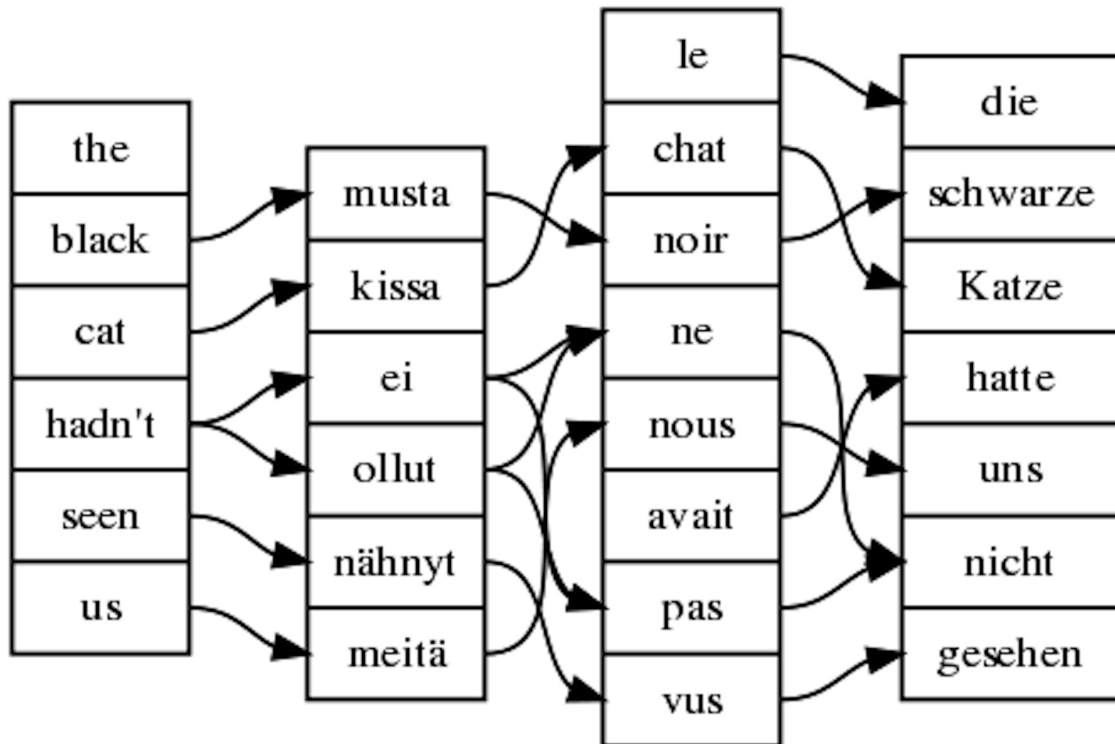 the
black
cat
hadn't
seen
us
musta
kissa
ei
ollut
nähnyt
meitä
le
chat
noir
ne
nous
avait
pas
vus
die
schwarze
Katze
hatte
uns
nicht
gesehen